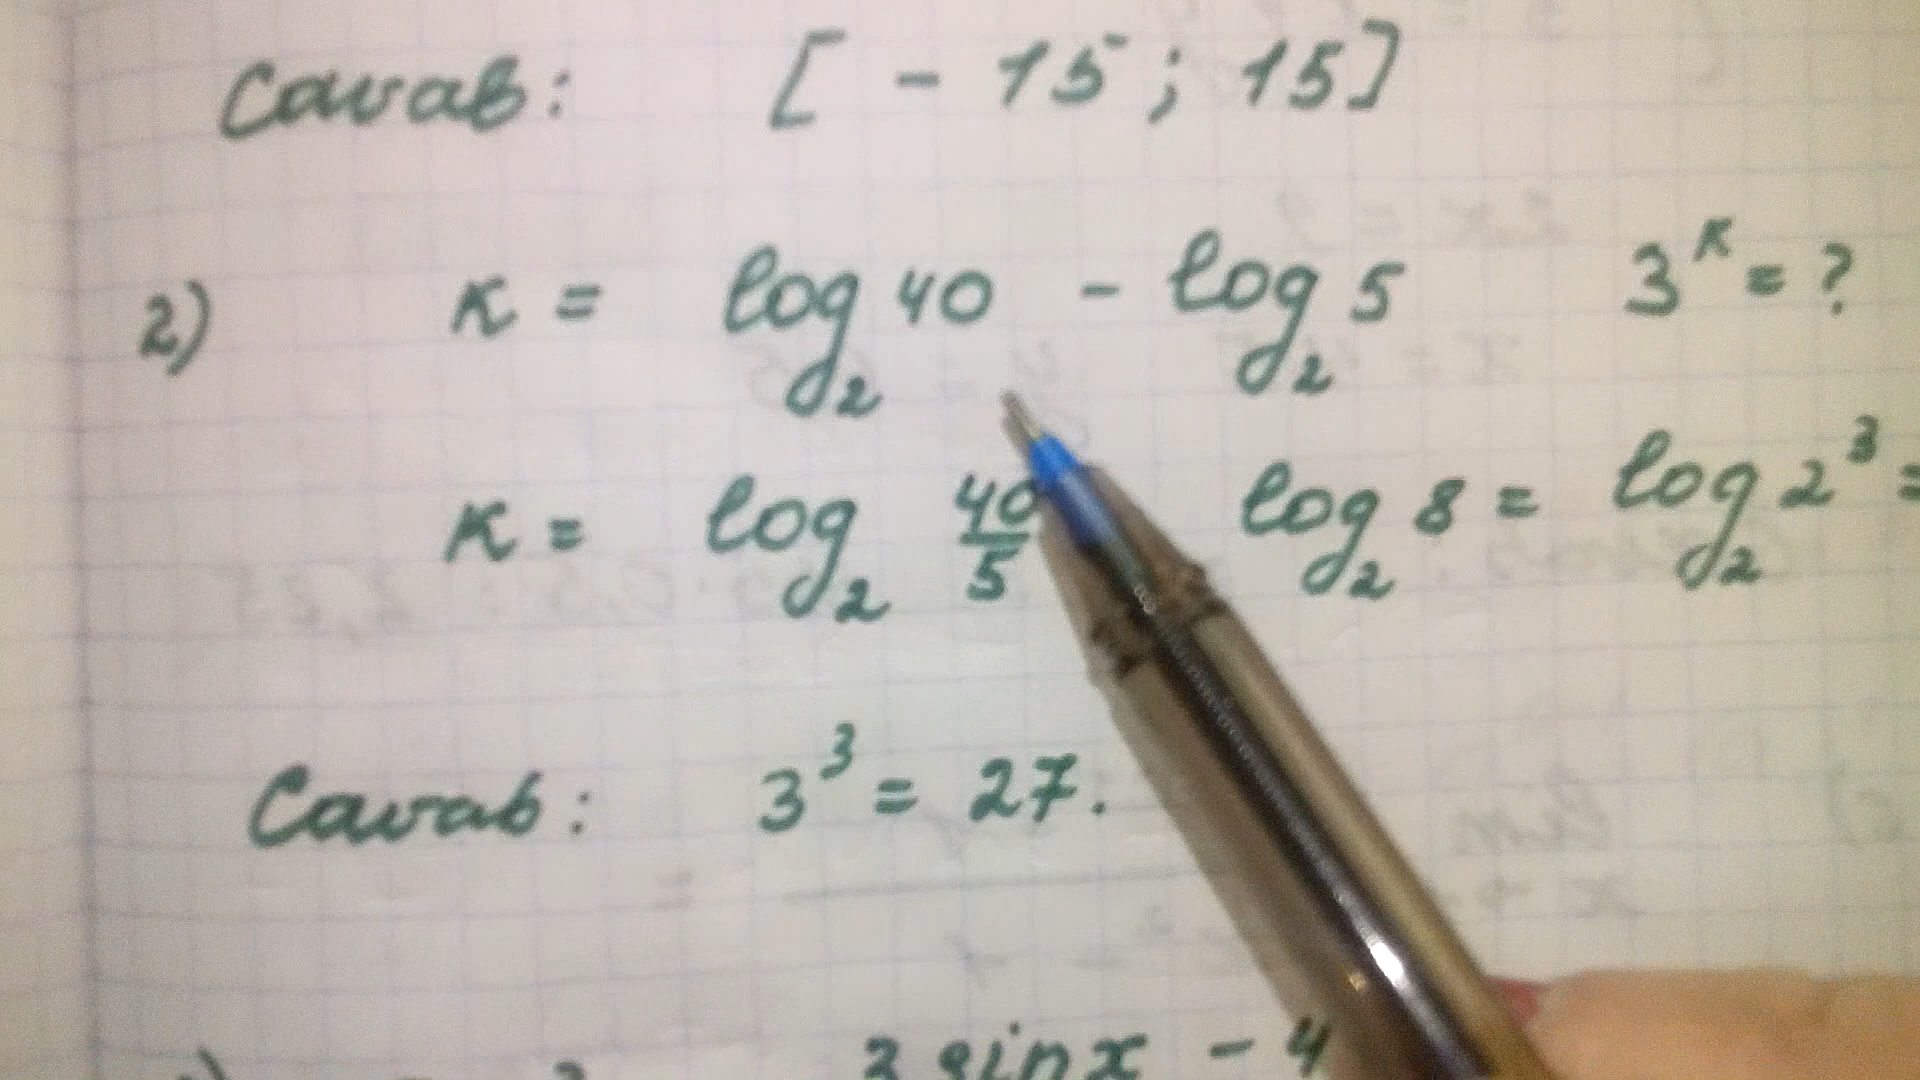 Cavab: [ - 15 ; 15]
2) K = log₂ 40 - log₂ 5 3ᴷ = ?
K = log₂ 40/5 log₂ 8 = log₂ 2³ =
Cavab: 3³ = 27.
3 sinx - 4